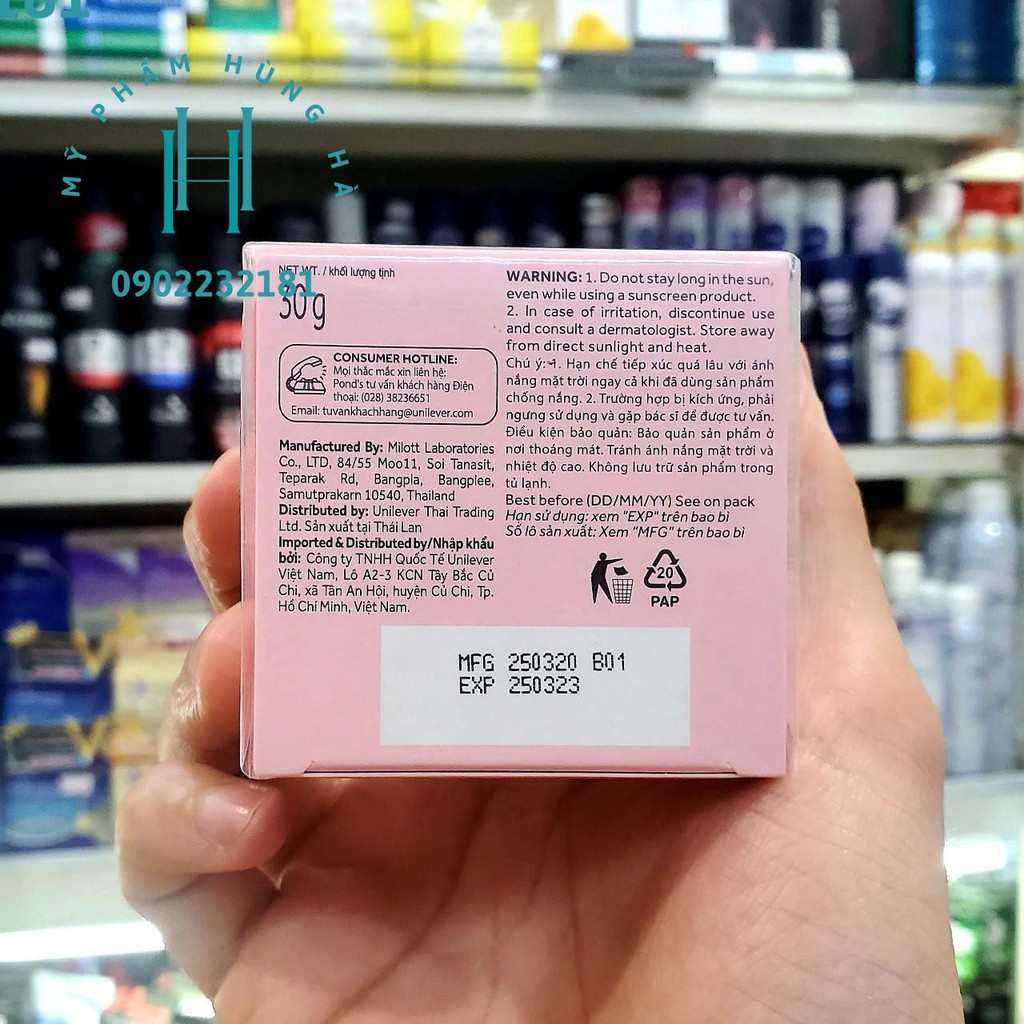 181
MỸ PHẨM HÙNG HÀ
H
0902232181
NET WT. / khối lượng tịnh
30g
CONSUMER HOTLINE:
Mọi thắc mắc xin liên hệ:
Pond's tư vấn khách hàng Điện
thoại: (028) 38236651
Email: tuvankhachhang@unilever.com
Manufactured By: Milott Laboratories
Co., LTD, 84/55 Moo11, Soi Tanasit,
Teparak Rd, Bangpla, Bangplee,
Samutprakarn 10540, Thailand
Distributed by: Unilever Thai Trading
Ltd. Sản xuất tại Thái Lan
Imported & Distributed by/Nhập khẩu
bởi: Công ty TNHH Quốc Tế Unilever
Việt Nam, Lô A2-3 KCN Tây Bắc Củ
Chi, xã Tân An Hội, huyện Củ Chi, Tp.
Hồ Chí Minh, Việt Nam.
WARNING: 1. Do not stay long in the sun,
even while using a sunscreen product.
2. In case of irritation, discontinue use
and consult a dermatologist. Store away
from direct sunlight and heat.
Chú ý: 1. Hạn chế tiếp xúc quá lâu với ánh
nắng mặt trời ngay cả khi đã dùng sản phẩm
chống nắng. 2. Trường hợp bị kích ứng, phải
ngưng sử dụng và gặp bác sĩ để được tư vấn.
Điều kiện bảo quản: Bảo quản sản phẩm ở
nơi thoáng mát. Tránh ánh nắng mặt trời và
nhiệt độ cao. Không lưu trữ sản phẩm trong
tủ lạnh.
Best before (DD/MM/YY) See on pack
Hạn sử dụng: xem "EXP" trên bao bì
Số lô sản xuất: Xem "MFG" trên bao bì
20
PAP
MFG 250320 B01
EXP 250323